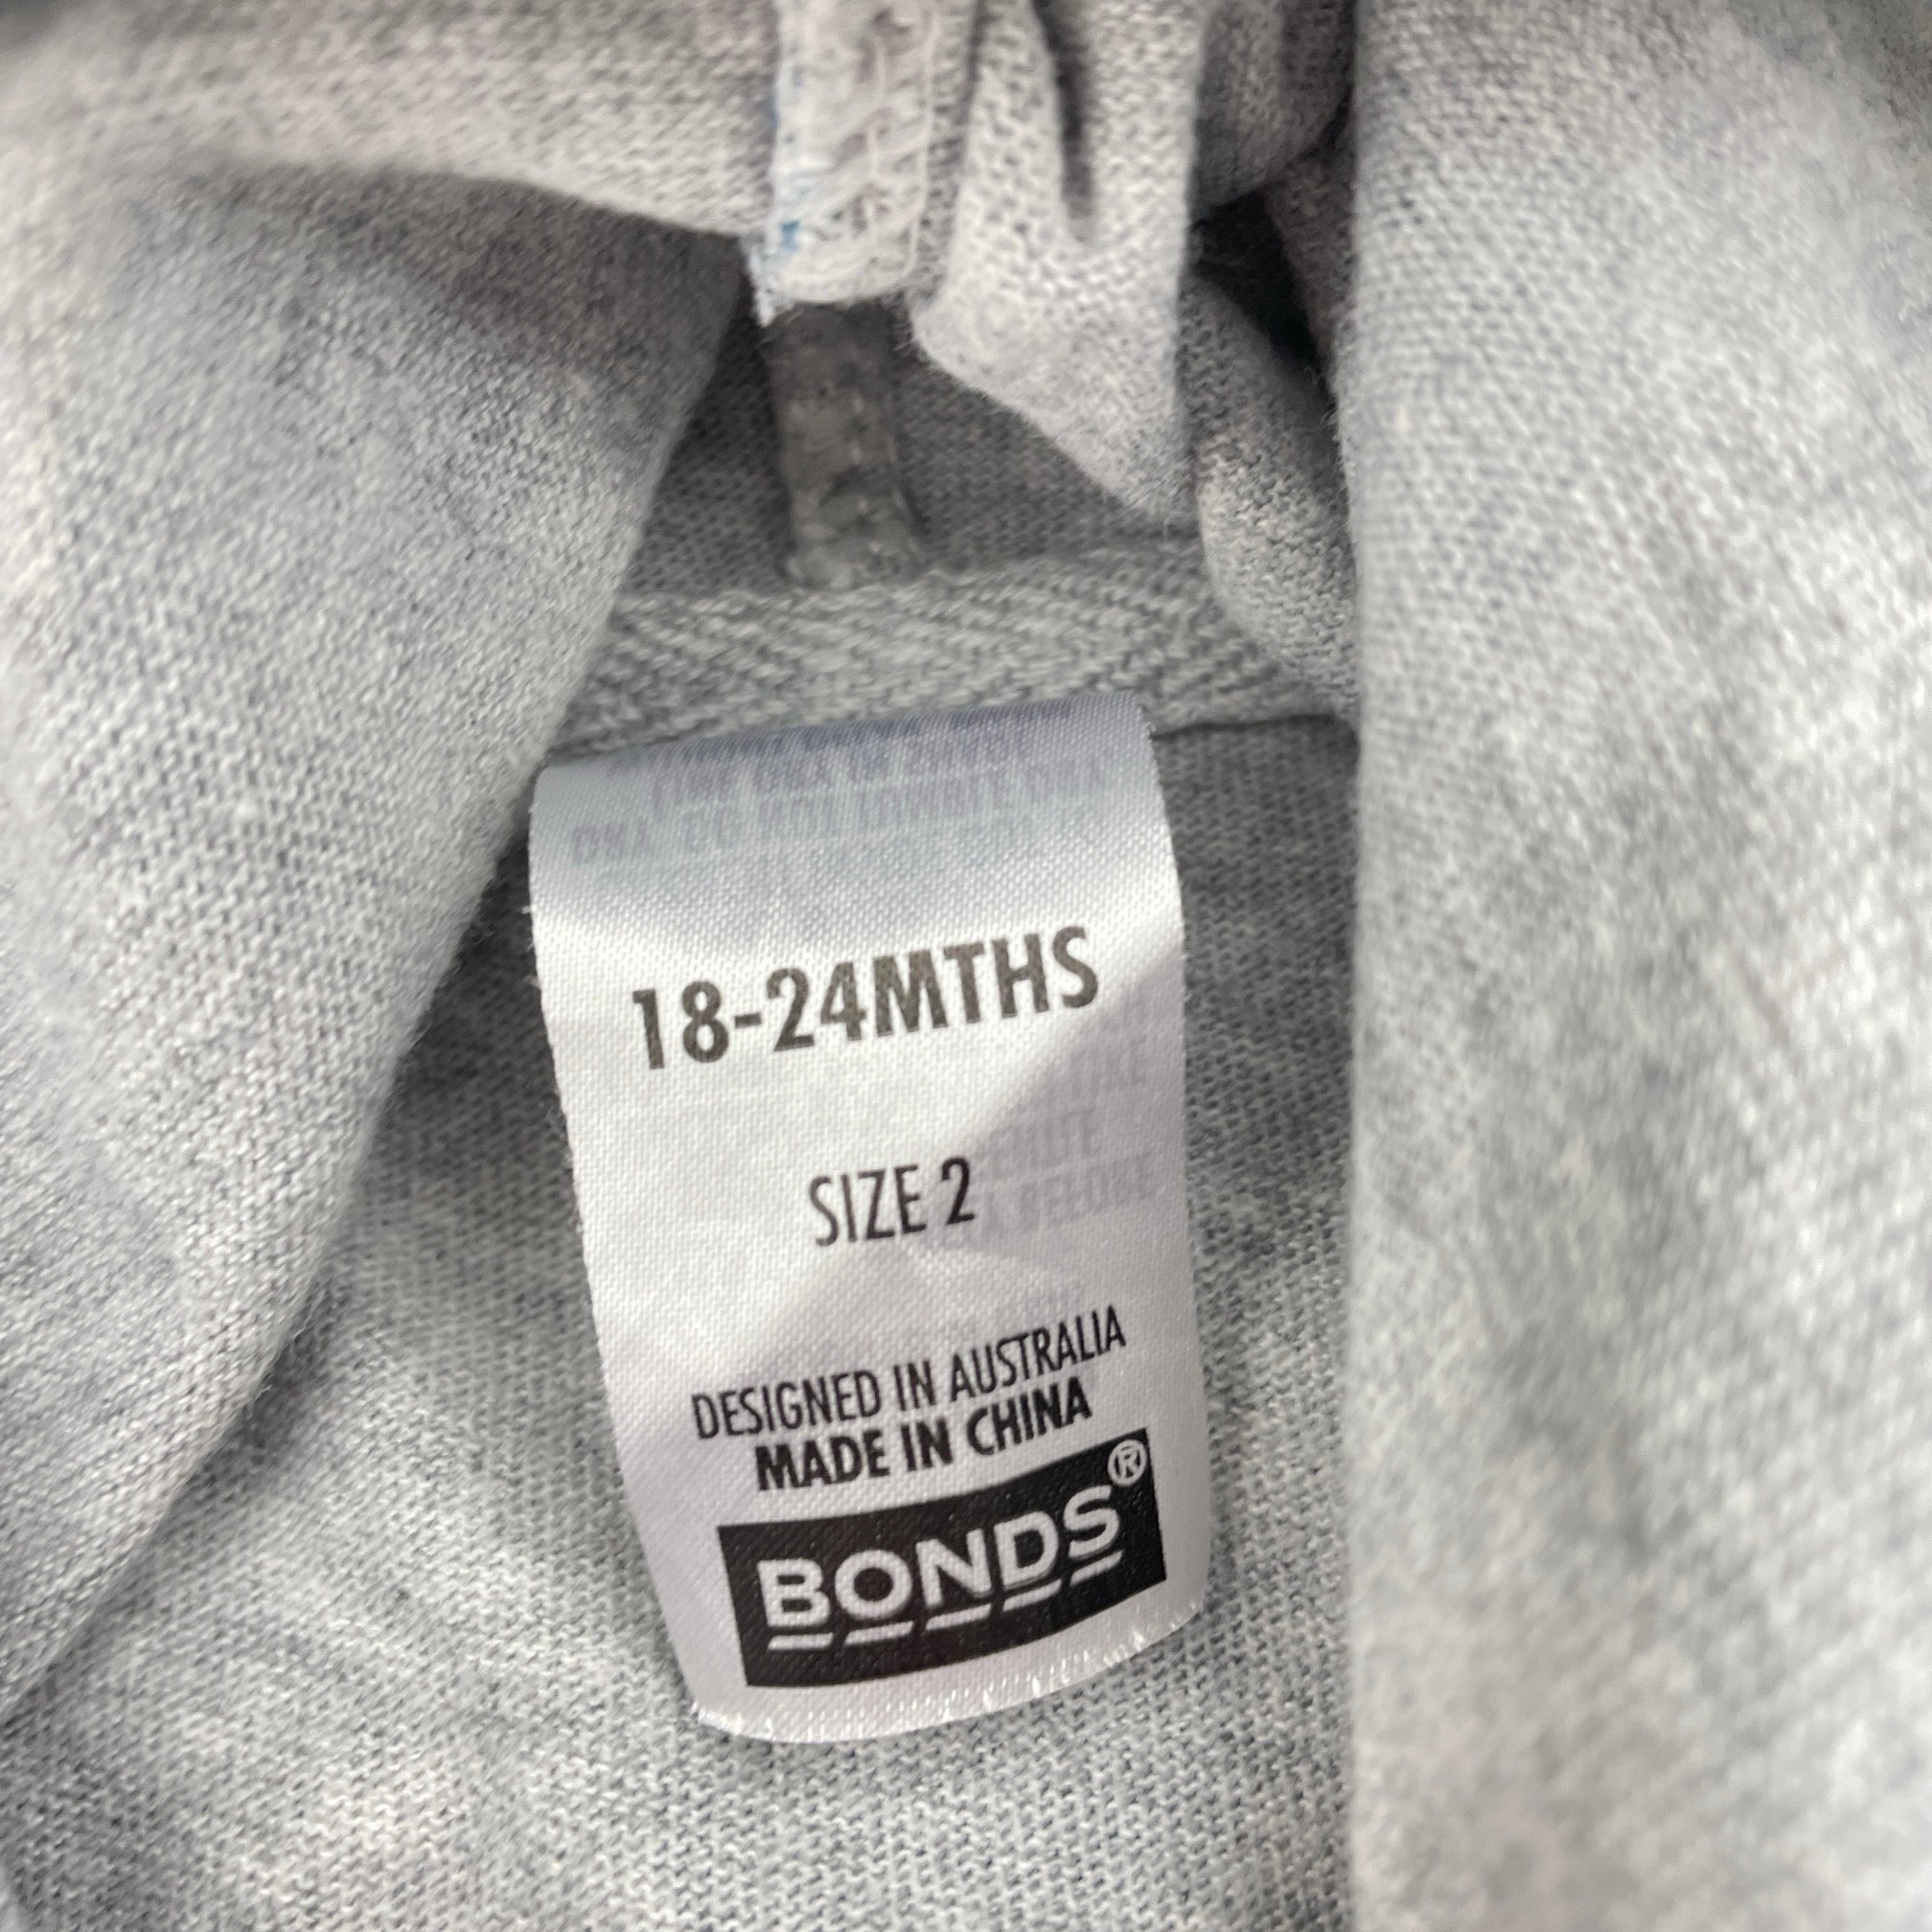 18-24MTHS
SIZE 2
DESIGNED IN AUSTRALIA
MADE IN CHINA
BONDS®